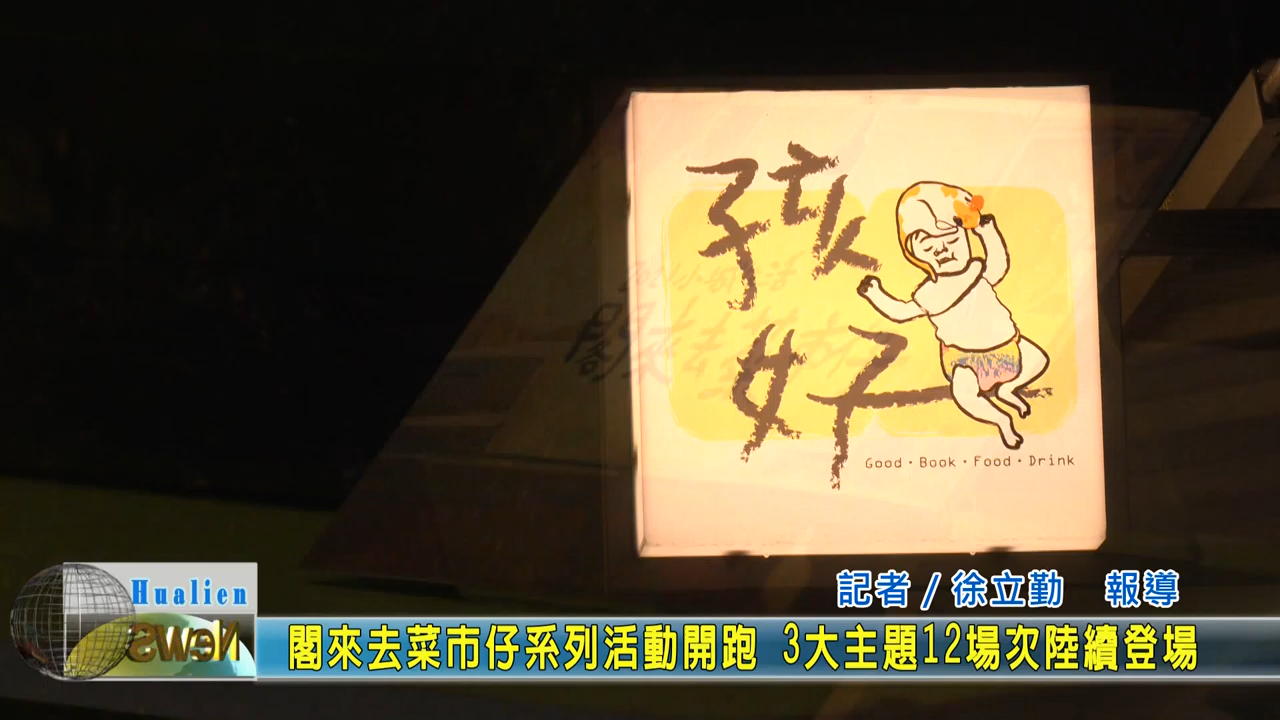 孩
好
Good・Book・Food・Drink
記者／徐立勤　報導
Hualien
News
閣來去菜市仔系列活動開跑 3大主題12場次陸續登場